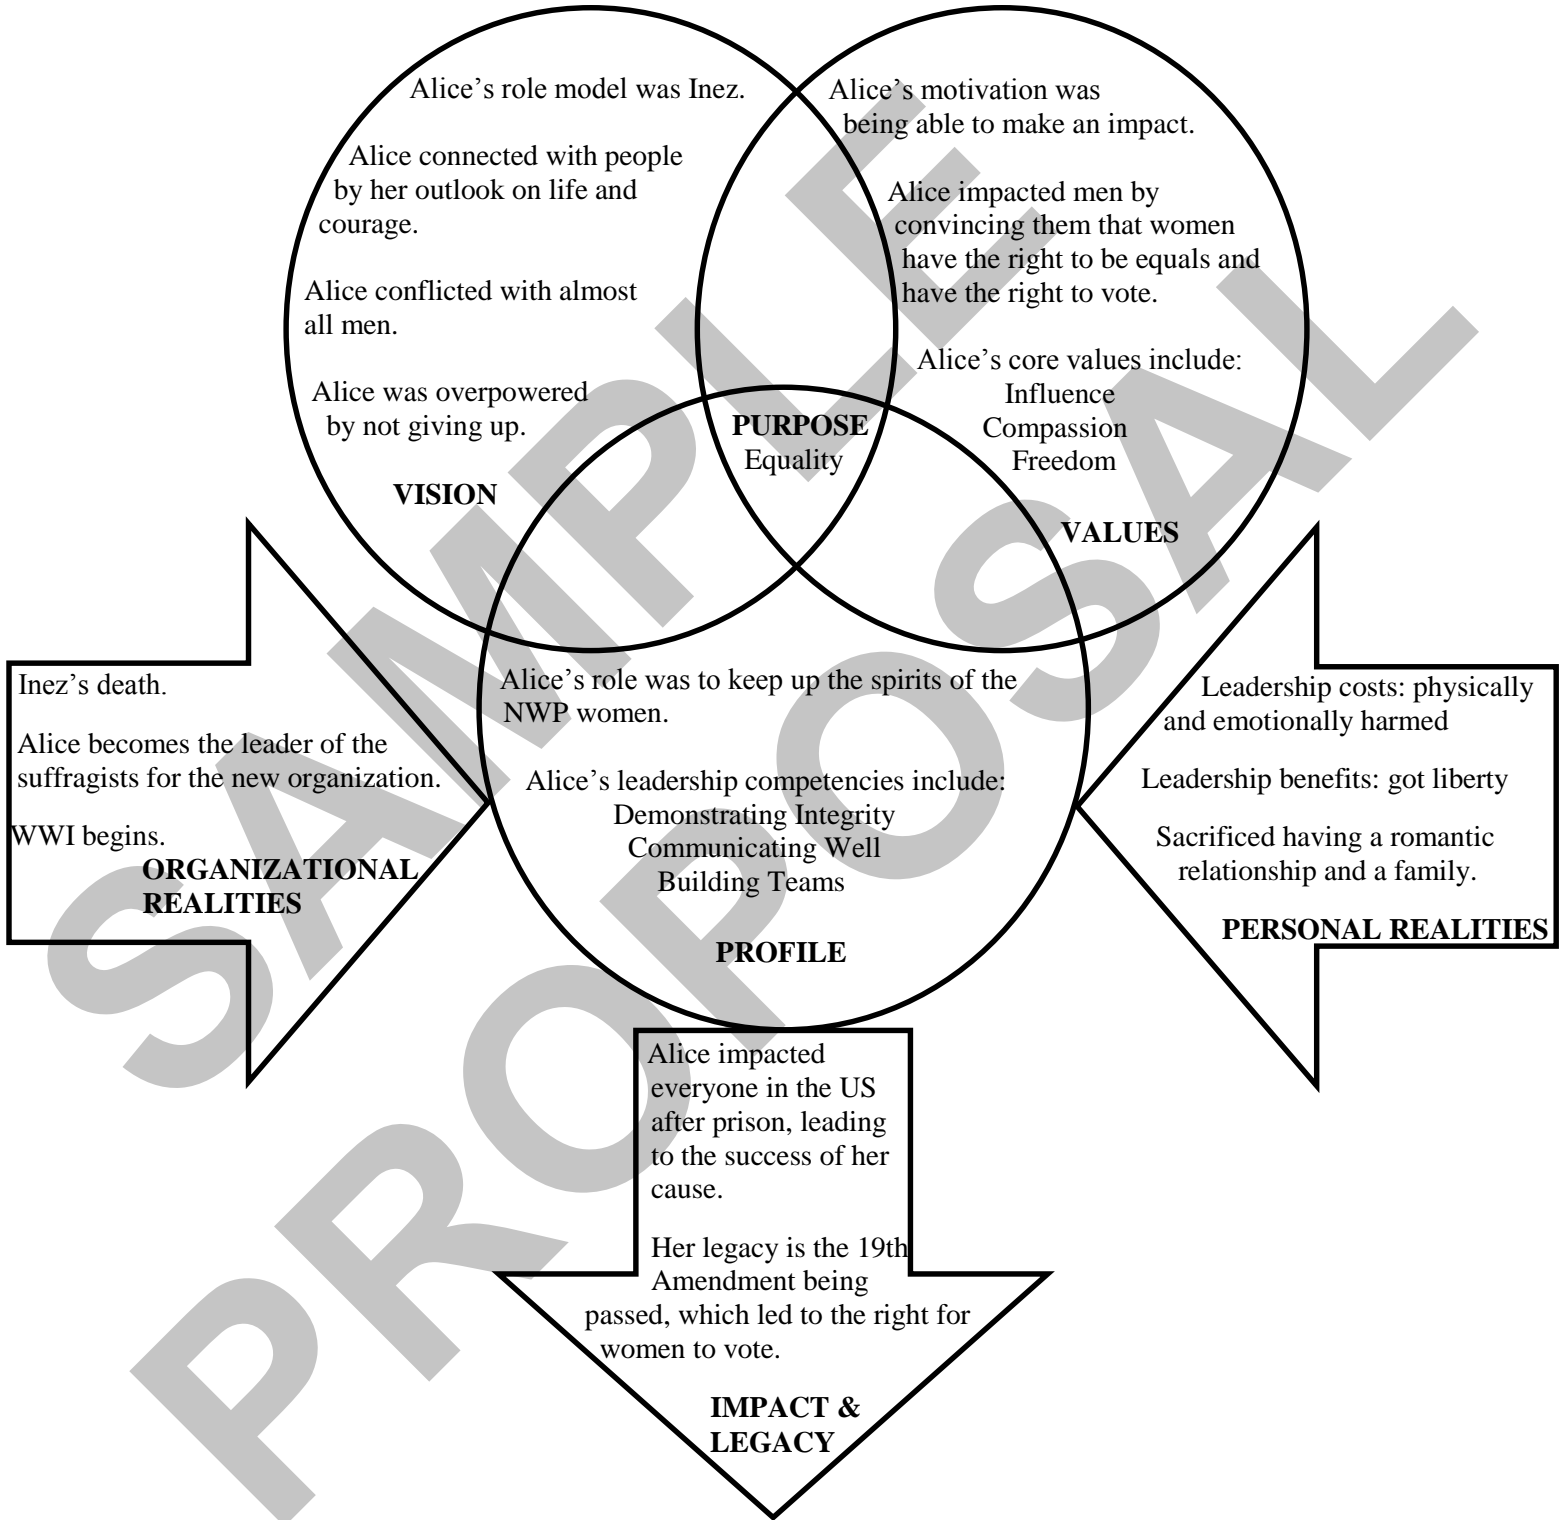 Alice’s role model was Inez.
Alice connected with people
by her outlook on life and
courage.
Alice conflicted with almost
all men.
Alice was overpowered
by not giving up.
VISION
Alice’s motivation was
being able to make an impact.
Alice impacted men by
convincing them that women
have the right to be equals and
have the right to vote.
Alice’s core values include:
Influence
Compassion
Freedom
VALUES
PURPOSE
Equality
Inez’s death.
Alice becomes the leader of the
suffragists for the new organization.
WWI begins.
ORGANIZATIONAL
REALITIES
Alice’s role was to keep up the spirits of the
NWP women.
Alice’s leadership competencies include:
Demonstrating Integrity
Communicating Well
Building Teams
PROFILE
Leadership costs: physically
and emotionally harmed
Leadership benefits: got liberty
Sacrificed having a romantic
relationship and a family.
PERSONAL REALITIES
Alice impacted
everyone in the US
after prison, leading
to the success of her
cause.
Her legacy is the 19th
Amendment being
passed, which led to the right for
women to vote.
IMPACT &
LEGACY
SAMPLE
PROPOSAL